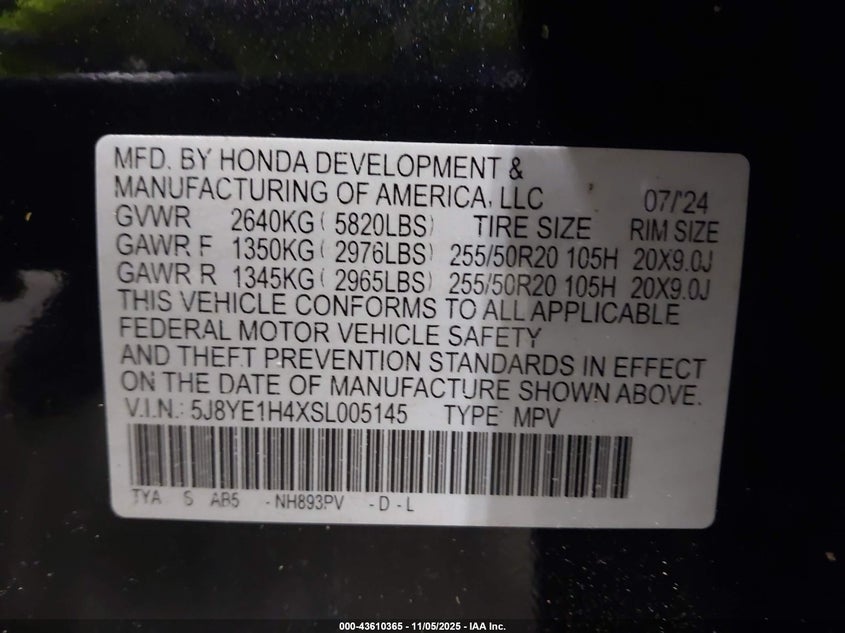 MFD. BY HONDA DEVELOPMENT &
MANUFACTURING OF AMERICA, LLC 07/'24
GVWR 2640KG ( 5820LBS) TIRE SIZE RIM SIZE
GAWR F 1350KG ( 2976LBS) 255/50R20 105H 20X9.0J
GAWR R 1345KG ( 2965LBS) 255/50R20 105H 20X9.0J
THIS VEHICLE CONFORMS TO ALL APPLICABLE
FEDERAL MOTOR VEHICLE SAFETY
AND THEFT PREVENTION STANDARDS IN EFFECT
ON THE DATE OF MANUFACTURE SHOWN ABOVE.
V.I.N.: 5J8YE1H4XSL005145 TYPE: MPV
TYA S AB5 - NH893PV - D - L
000-43610365 - 11/05/2025 - IAA Inc.